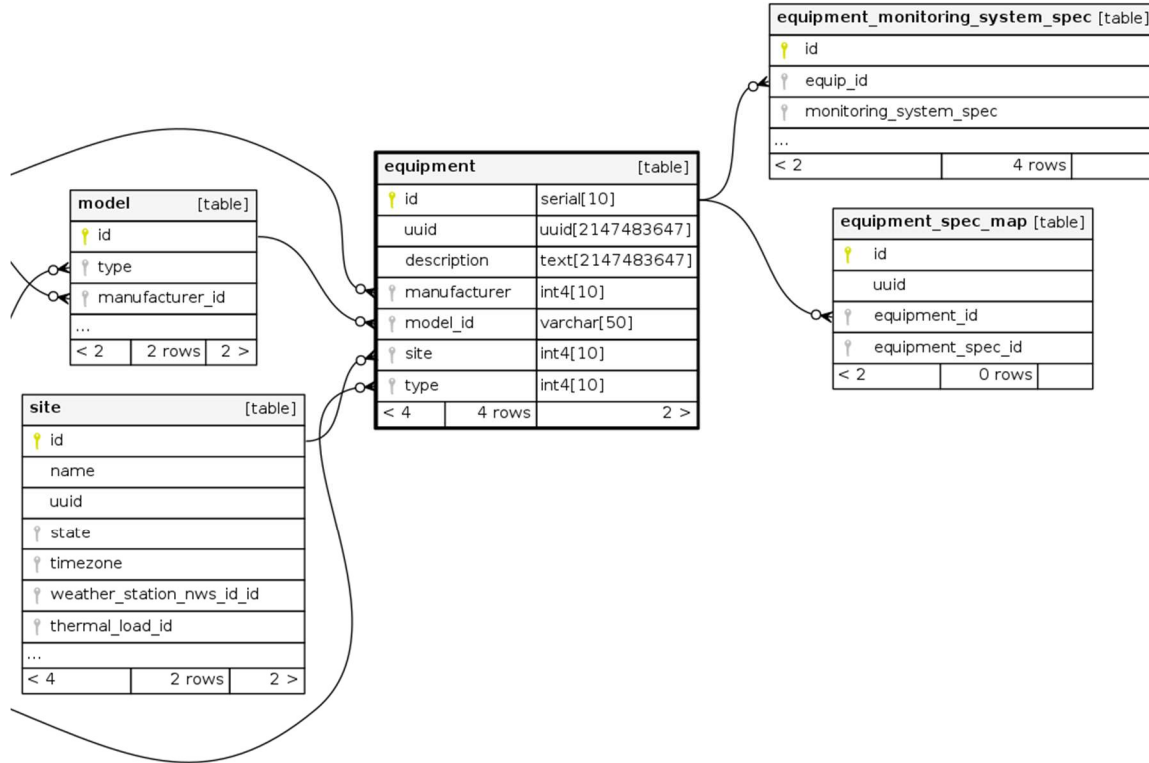 equipment_monitoring_system_spec [table]
id
equip_id
monitoring_system_spec
...
< 2 4 rows
equipment [table]
id serial[10]
uuid uuid[2147483647]
description text[2147483647]
manufacturer int4[10]
model_id varchar[50]
site int4[10]
type int4[10]
< 4 4 rows 2 >
model [table]
id
type
manufacturer_id
...
< 2 2 rows 2 >
equipment_spec_map [table]
id
uuid
equipment_id
equipment_spec_id
< 2 0 rows
site [table]
id
name
uuid
state
timezone
weather_station_nws_id_id
thermal_load_id
...
< 4 2 rows 2 >